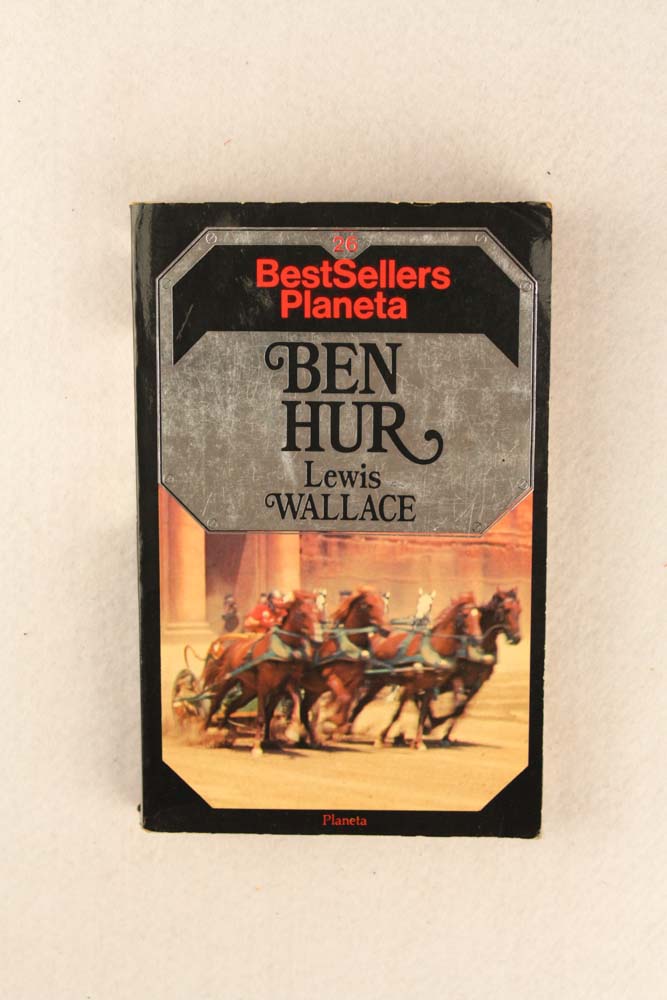 26
BestSellers
Planeta
BEN
HUR
Lewis
WALLACE
Planeta